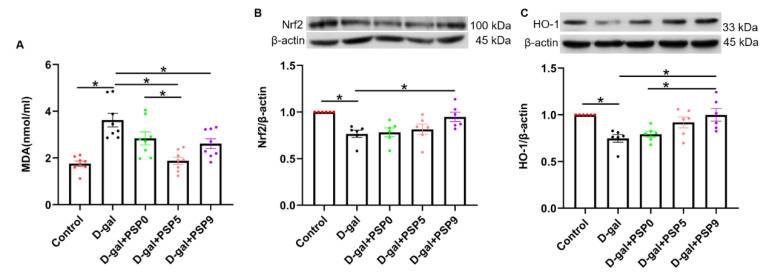 A
MDA(nmol/ml)
6
4
2
0
*
*
*
*
Control
D-gal
D-gal+PSP0
D-gal+PSP5
D-gal+PSP9
B
Nrf2
100 kDa
β-actin
45 kDa
Nrf2/β-actin
1.5
1.0
0.5
0.0
*
*
Control
D-gal
D-gal+PSP0
D-gal+PSP5
D-gal+PSP9
C
HO-1
33 kDa
β-actin
45 kDa
HO-1/β-actin
1.5
1.0
0.5
0.0
*
*
*
Control
D-gal
D-gal+PSP0
D-gal+PSP5
D-gal+PSP9